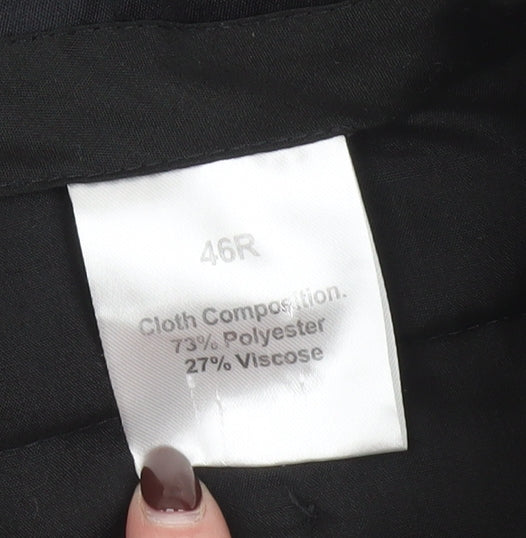 46R
Cloth Composition.
73% Polyester
27% Viscose